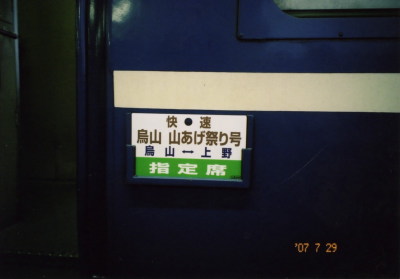 快●速
烏山 山あげ祭り号
烏山↔上野
指定席
'07 7 29